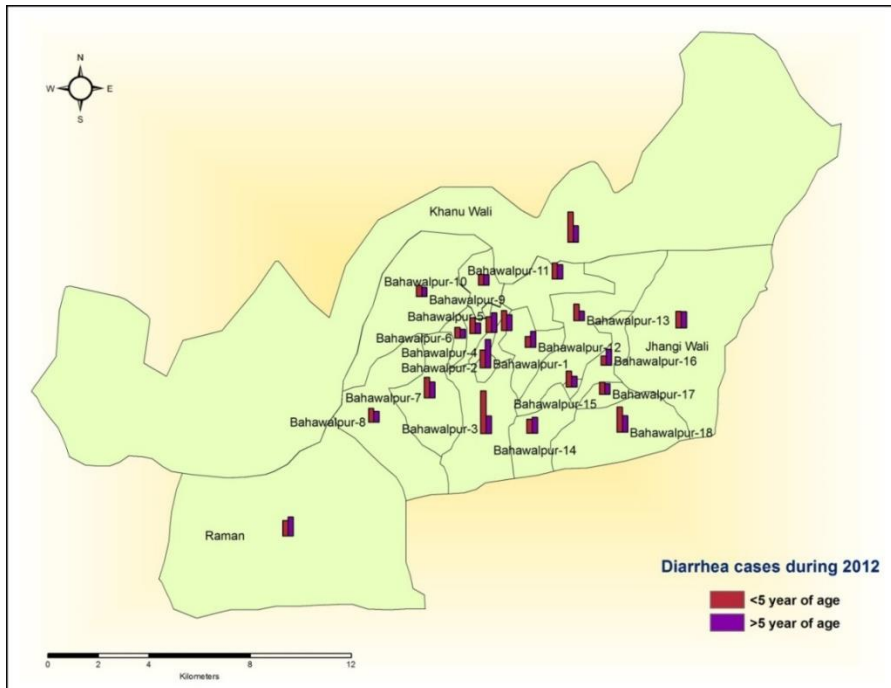 N
W E
S
Khanu Wali
Bahawalpur-11
Bahawalpur-10
Bahawalpur-9
Bahawalpur-5
Bahawalpur-13
Bahawalpur-6
Bahawalpur-12
Jhangi Wali
Bahawalpur-4
Bahawalpur-16
Bahawalpur-2
Bahawalpur-1
Bahawalpur-17
Bahawalpur-7
Bahawalpur-15
Bahawalpur-8
Bahawalpur-3
Bahawalpur-18
Bahawalpur-14
Raman
Diarrhea cases during 2012
<5 year of age
>5 year of age
0 2 4 8 12
Kilometers